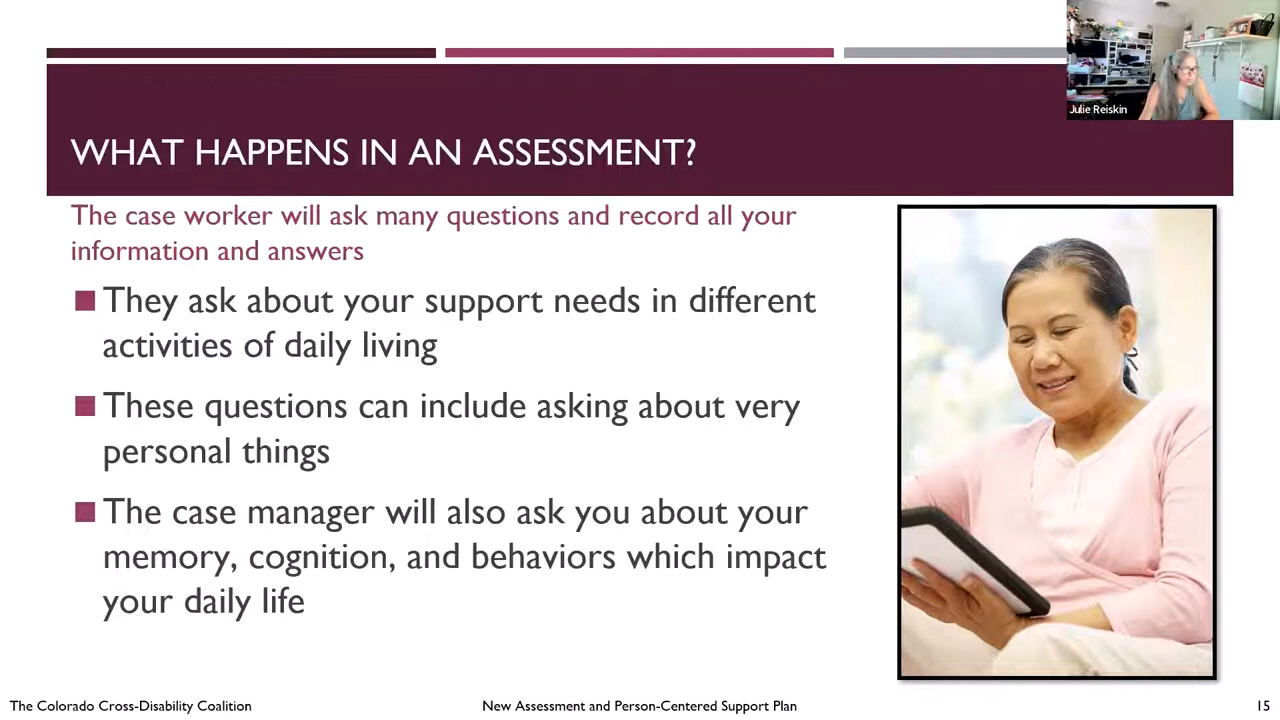 Julie Reiskin
WHAT HAPPENS IN AN ASSESSMENT?
The case worker will ask many questions and record all your
information and answers
They ask about your support needs in different
activities of daily living
These questions can include asking about very
personal things
The case manager will also ask you about your
memory, cognition, and behaviors which impact
your daily life
The Colorado Cross-Disability Coalition
New Assessment and Person-Centered Support Plan
15